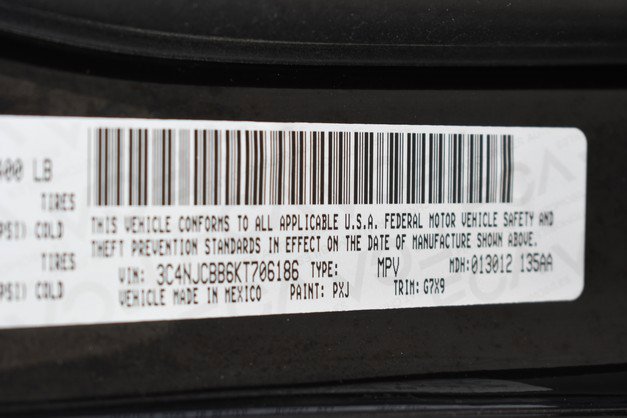 400 LB
TIRES
PSI) COLD
TIRES
PSI) COLD
THIS VEHICLE CONFORMS TO ALL APPLICABLE U.S.A. FEDERAL MOTOR VEHICLE SAFETY AND
THEFT PREVENTION STANDARDS IN EFFECT ON THE DATE OF MANUFACTURE SHOWN ABOVE.
VIN: 3C4NJCBB6KT706186 TYPE: MPV MDH:013012 135AA
VEHICLE MADE IN MEXICO PAINT: PXJ TRIM: G7X9